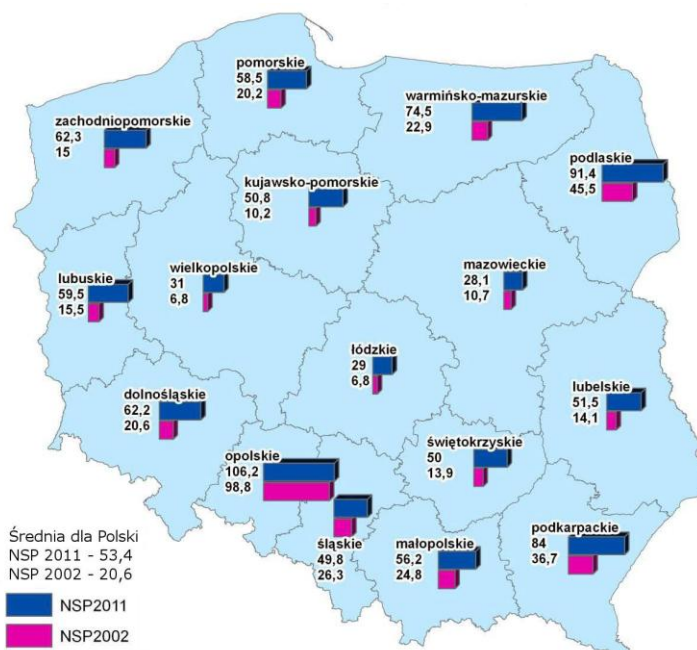 pomorskie
58,5
20,2
warmińsko-mazurskie
74,5
22,9
zachodniopomorskie
62,3
15
podlaskie
91,4
45,5
kujawsko-pomorskie
50,8
10,2
wielkopolskie
31
6,8
mazowieckie
28,1
10,7
lubuskie
59,5
15,5
łódzkie
29
6,8
lubelskie
51,5
14,1
dolnośląskie
62,2
20,6
świętokrzyskie
50
13,9
opolskie
106,2
98,8
śląskie
49,8
26,3
małopolskie
56,2
24,8
podkarpackie
84
36,7
Średnia dla Polski
NSP 2011 - 53,4
NSP 2002 - 20,6
NSP2011
NSP2002